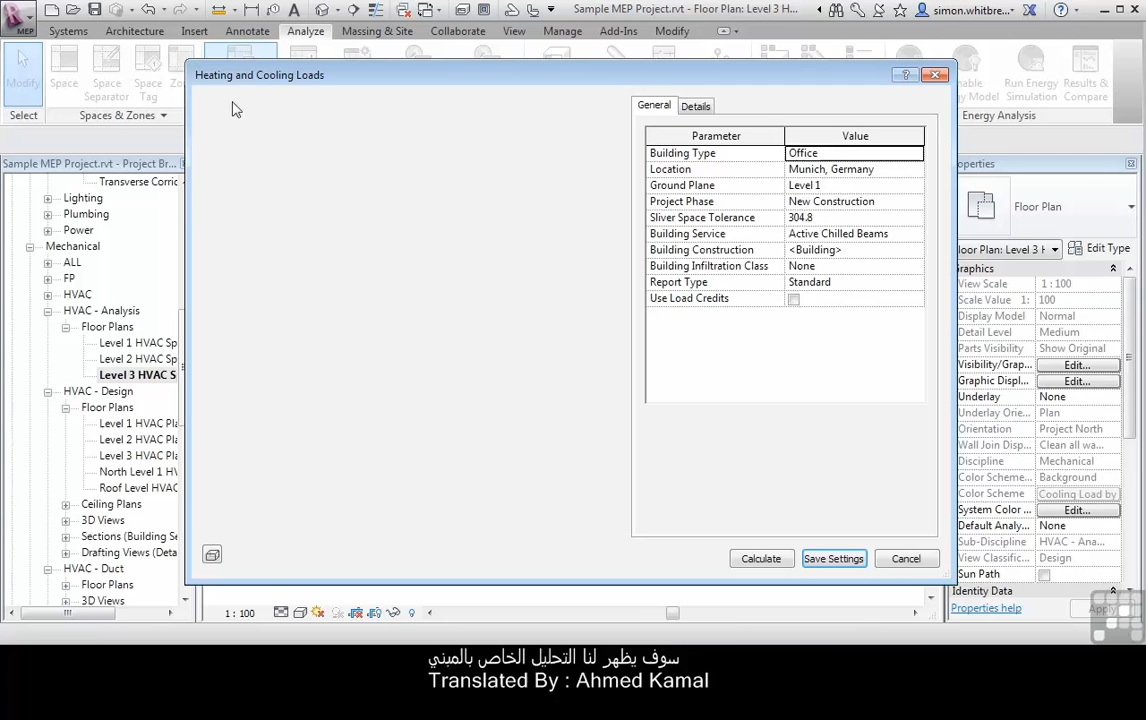 Sample MEP Project.rvt - Floor Plan: Level 3 H...
simon.whitbre...
MEP
Systems Architecture Insert Annotate Analyze Massing & Site Collaborate View Manage Add-Ins Modify
Modify
Space
Space Separator
Space Tag
Run Energy Simulation
Results & Compare
Select
Spaces & Zones
Energy Analysis
Heating and Cooling Loads
General Details
Parameter Value
Building Type Office
Location Munich, Germany
Ground Plane Level 1
Project Phase New Construction
Sliver Space Tolerance 304.8
Building Service Active Chilled Beams
Building Construction <Building>
Building Infiltration Class None
Report Type Standard
Use Load Credits
Calculate Save Settings Cancel
Sample MEP Project.rvt - Project Br...
Transverse Corri
Lighting
Plumbing
Power
Mechanical
ALL
FP
HVAC
HVAC - Analysis
Floor Plans
Level 1 HVAC Sp
Level 2 HVAC Sp
Level 3 HVAC S
HVAC - Design
Floor Plans
Level 1 HVAC Pla
Level 2 HVAC Pla
Level 3 HVAC Pla
North Level 1 H
Roof Level HVAC
Ceiling Plans
3D Views
Sections (Building Se
Drafting Views (Deta
HVAC - Duct
Floor Plans
3D Views
1 : 100
roperties
Floor Plan
loor Plan: Level 3 H
Edit Type
Graphics
View Scale 1 : 100
Scale Value 1: 100
Display Model Normal
Detail Level Medium
Parts Visibility Show Original
Visibility/Grap... Edit...
Graphic Displ... Edit...
Underlay None
Underlay Orie... Plan
Orientation Project North
Wall Join Disp... Clean all wa...
Discipline Mechanical
Color Scheme Background
Color Scheme Cooling Load by
System Color ... Edit...
Default Analy... None
Sub-Discipline HVAC - Ana...
View Classific... Design
Sun Path
Identity Data
Properties help
Apply
سوف يظهر لنا التحليل الخاص بالمبني
Translated By : Ahmed Kamal